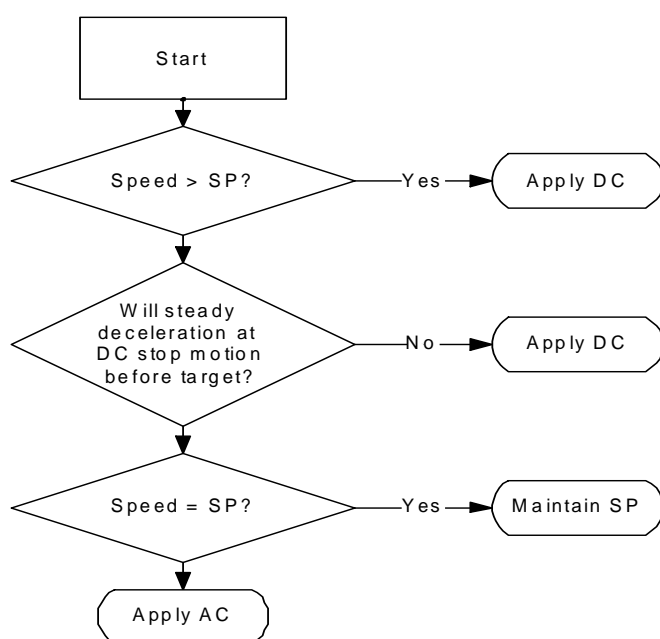 Start
Speed > SP?
Yes
Apply DC
Will steady
deceleration at
DC stop motion
before target?
No
Apply DC
Speed = SP?
Yes
Maintain SP
Apply AC